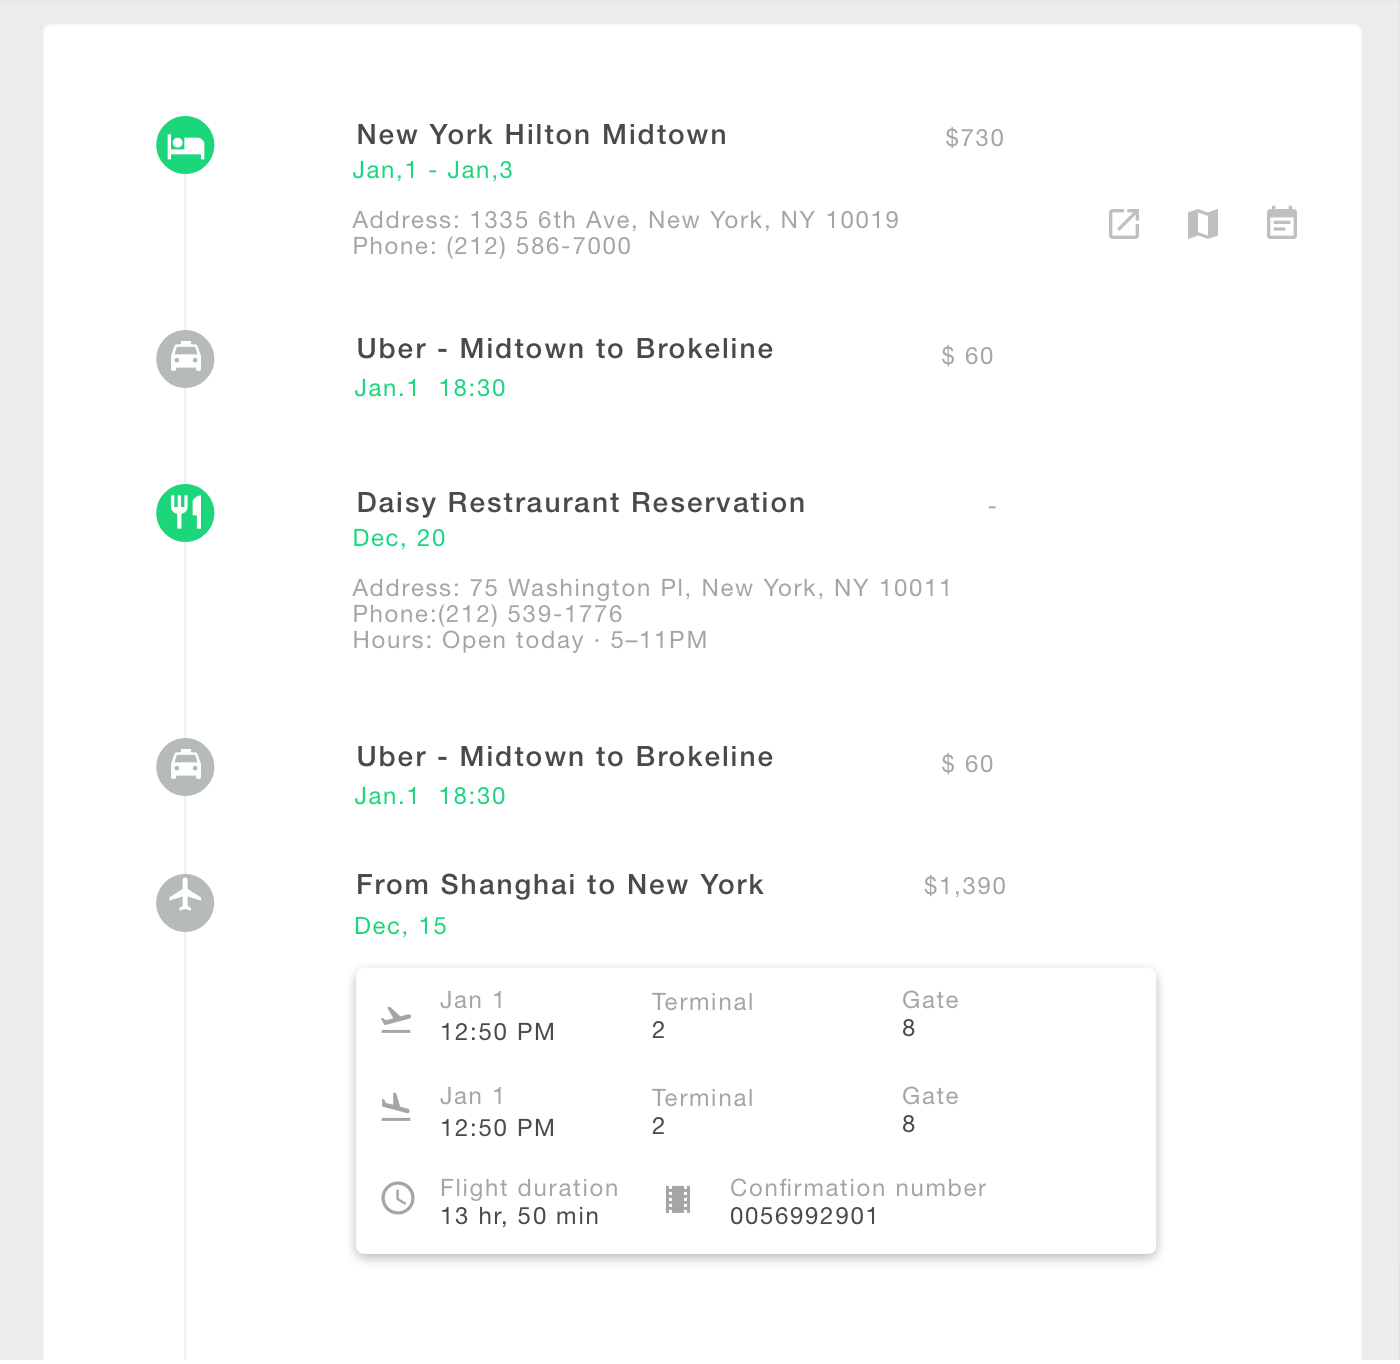 New York Hilton Midtown $730
Jan,1 - Jan,3
Address: 1335 6th Ave, New York, NY 10019
Phone: (212) 586-7000
Uber - Midtown to Brokeline $ 60
Jan.1 18:30
Daisy Restraurant Reservation -
Dec, 20
Address: 75 Washington Pl, New York, NY 10011
Phone:(212) 539-1776
Hours: Open today · 5–11PM
Uber - Midtown to Brokeline $ 60
Jan.1 18:30
From Shanghai to New York $1,390
Dec, 15
Jan 1 Terminal Gate
12:50 PM 2 8
Jan 1 Terminal Gate
12:50 PM 2 8
Flight duration Confirmation number
13 hr, 50 min 0056992901